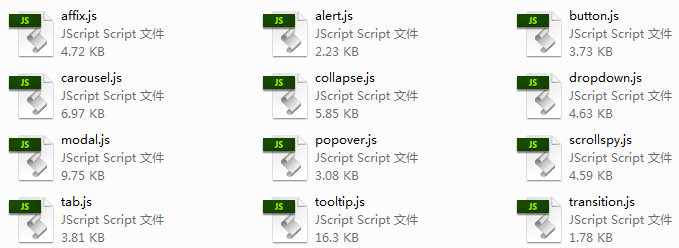 JS
affix.js
JScript Script 文件
4.72 KB
JS
alert.js
JScript Script 文件
2.23 KB
JS
button.js
JScript Script 文件
3.73 KB
JS
carousel.js
JScript Script 文件
6.97 KB
JS
collapse.js
JScript Script 文件
5.85 KB
JS
dropdown.js
JScript Script 文件
4.63 KB
JS
modal.js
JScript Script 文件
9.75 KB
JS
popover.js
JScript Script 文件
3.08 KB
JS
scrollspy.js
JScript Script 文件
4.59 KB
JS
tab.js
JScript Script 文件
3.81 KB
JS
tooltip.js
JScript Script 文件
16.3 KB
JS
transition.js
JScript Script 文件
1.78 KB